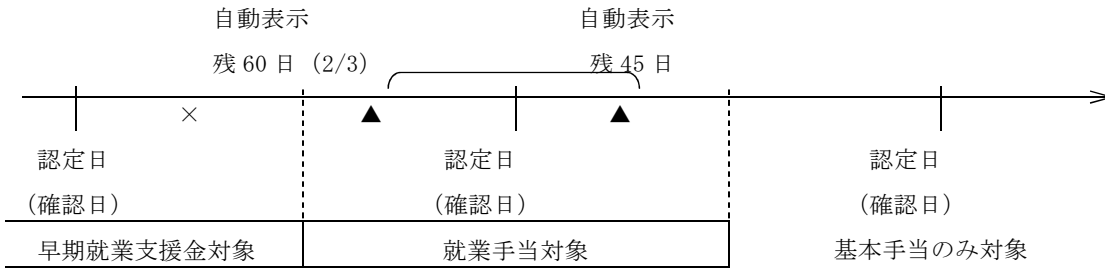 自動表示 自動表示
残 60 日（2/3） 残 45 日
× ▲ ▲
認定日 認定日 認定日
（確認日） （確認日） （確認日）
早期就業支援金対象 就業手当対象 基本手当のみ対象